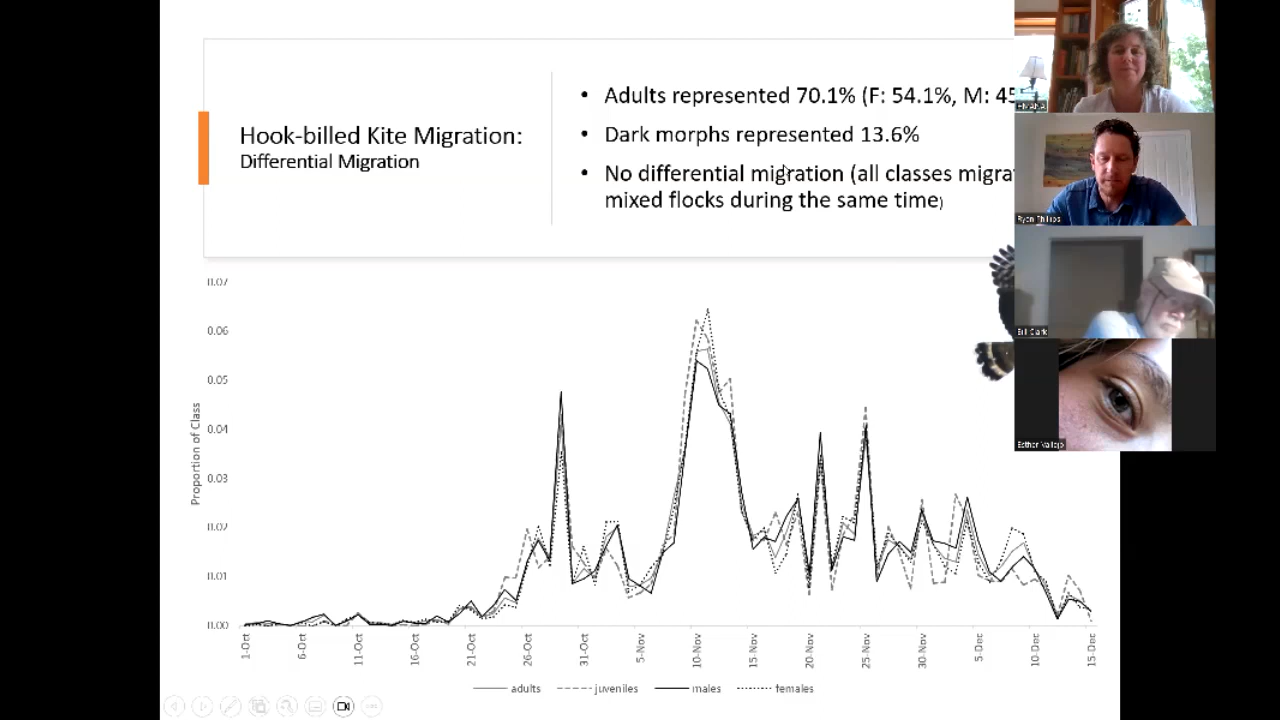 Adults represented 70.1% (F: 54.1%, M: 45
Hook-billed Kite Migration:
Differential Migration
Dark morphs represented 13.6%
No differential migration (all classes migra
mixed flocks during the same time)
HMANA
Ryan Phillips
Bill Clark
Esther Vallejo
Proportion of Class
0.07
0.06
0.05
0.04
0.03
0.02
0.01
0.00
1-Oct
6-Oct
11-Oct
16-Oct
21-Oct
26-Oct
31-Oct
5-Nov
10-Nov
15-Nov
20-Nov
25-Nov
30-Nov
5-Dec
10-Dec
15-Dec
adults juveniles males females